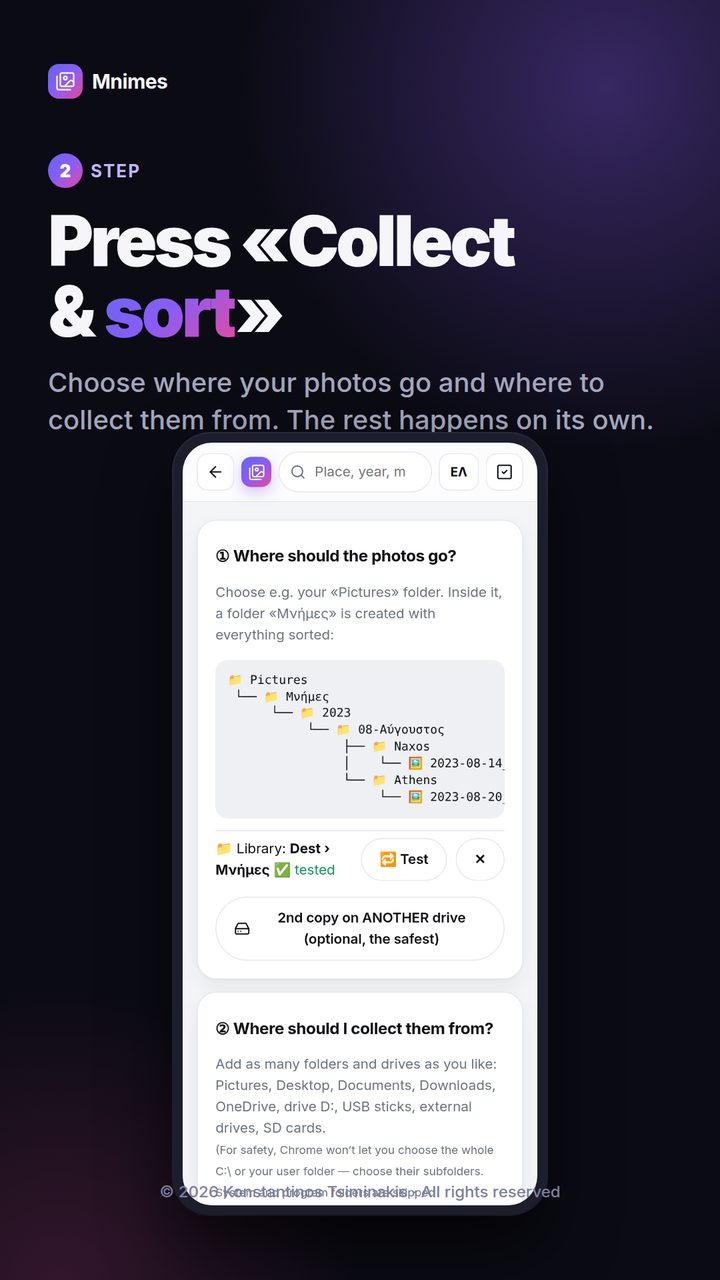 Mnimes
2 STEP
Press «Collect
& sort»
Choose where your photos go and where to
collect them from. The rest happens on its own.
Place, year, m
ΕΛ
① Where should the photos go?
Choose e.g. your «Pictures» folder. Inside it,
a folder «Μνήμες» is created with
everything sorted:
Pictures
Μνήμες
2023
08-Αύγουστος
Naxos
2023-08-14_
Athens
2023-08-20_
Library: Dest ›
Μνήμες ✅ tested
Test
✕
2nd copy on ANOTHER drive
(optional, the safest)
② Where should I collect them from?
Add as many folders and drives as you like:
Pictures, Desktop, Documents, Downloads,
OneDrive, drive D:, USB sticks, external
drives, SD cards.
(For safety, Chrome won’t let you choose the whole
C:\ or your user folder — choose their subfolders.
© 2026 Konstantinos Tsiminakis · All rights reserved